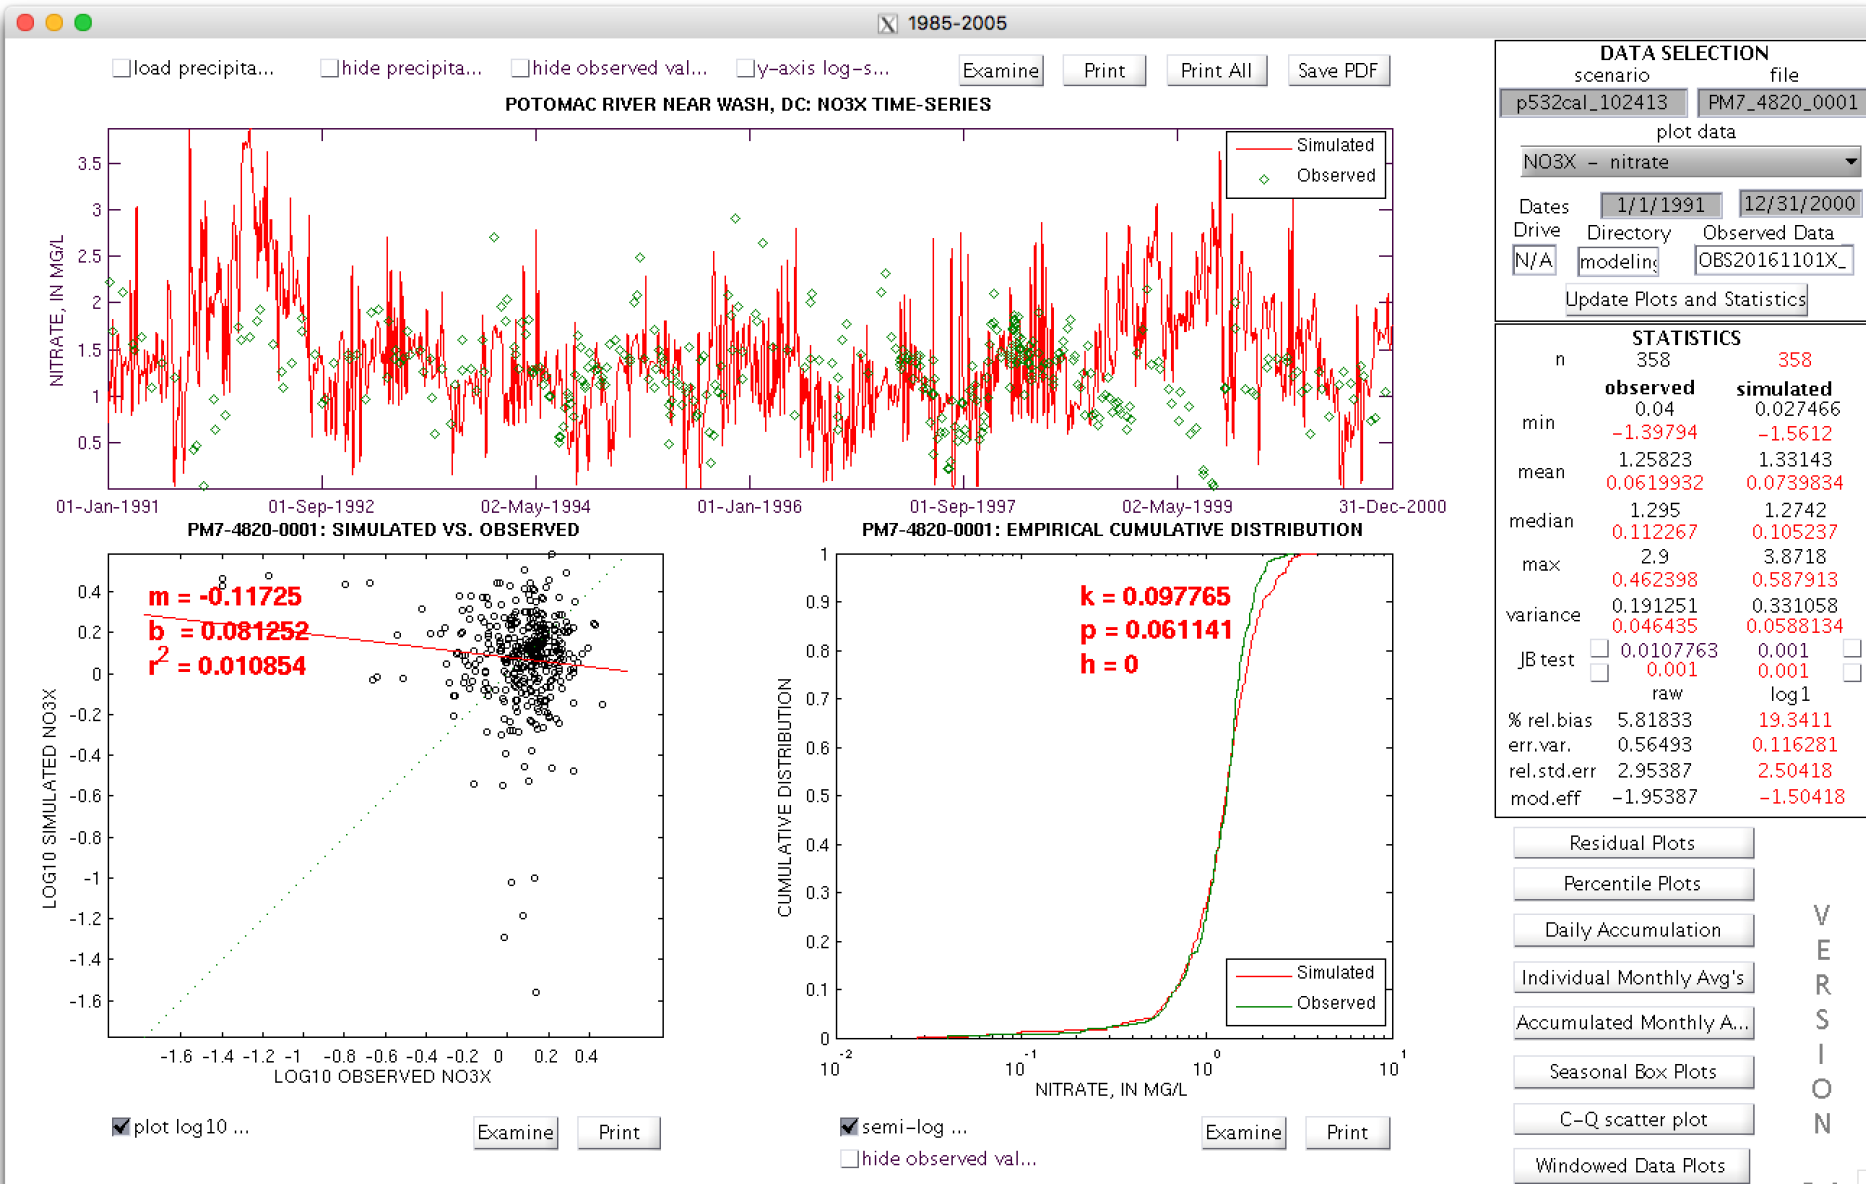 1985-2005
load precipita...
hide precipita...
hide observed val...
y-axis log-s...
Examine
Print
Print All
Save PDF
POTOMAC RIVER NEAR WASH, DC: NO3X TIME-SERIES
NITRATE, IN MG/L
3.5
3
2.5
2
1.5
1
0.5
Simulated
Observed
01-Jan-1991
01-Sep-1992
02-May-1994
01-Jan-1996
01-Sep-1997
02-May-1999
31-Dec-2000
PM7-4820-0001: SIMULATED VS. OBSERVED
m = -0.11725
b = 0.081252
r2 = 0.010854
LOG10 SIMULATED NO3X
0.4
0.2
0
-0.2
-0.4
-0.6
-0.8
-1
-1.2
-1.4
-1.6
-1.6 -1.4 -1.2 -1 -0.8 -0.6 -0.4 -0.2 0 0.2 0.4
LOG10 OBSERVED NO3X
plot log10 ...
Examine
Print
PM7-4820-0001: EMPIRICAL CUMULATIVE DISTRIBUTION
k = 0.097765
p = 0.061141
h = 0
CUMULATIVE DISTRIBUTION
1
0.9
0.8
0.7
0.6
0.5
0.4
0.3
0.2
0.1
0
Simulated
Observed
10-2 10-1 100 101
NITRATE, IN MG/L
semi-log ...
hide observed val...
Examine
Print
DATA SELECTION
scenario file
p532cal_102413 PM7_4820_0001
plot data
NO3X - nitrate
Dates 1/1/1991 12/31/2000
Drive Directory Observed Data
N/A modeling OBS20161101X_
Update Plots and Statistics
STATISTICS
n 358 358
observed simulated
min 0.04 0.027466
-1.39794 -1.5612
mean 1.25823 1.33143
0.0619932 0.0739834
median 1.295 1.2742
0.112267 0.105237
max 2.9 3.8718
0.462398 0.587913
variance 0.191251 0.331058
0.046435 0.0588134
JB test 0.0107763 0.001
0.001 0.001
raw log1
% rel.bias 5.81833 19.3411
err.var. 0.56493 0.116281
rel.std.err 2.95387 2.50418
mod.eff -1.95387 -1.50418
Residual Plots
Percentile Plots
Daily Accumulation
Individual Monthly Avg's
Accumulated Monthly A...
Seasonal Box Plots
C-Q scatter plot
Windowed Data Plots
VERSION